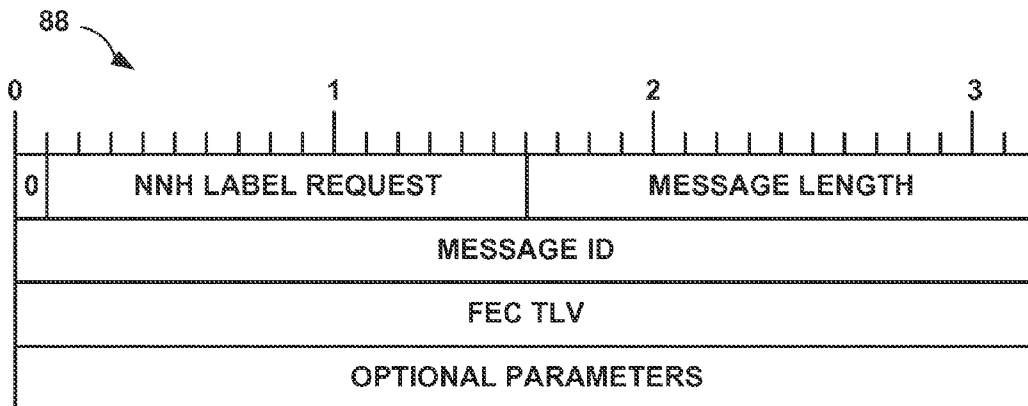 88
0 1 2 3
0 NNH LABEL REQUEST MESSAGE LENGTH
MESSAGE ID
FEC TLV
OPTIONAL PARAMETERS